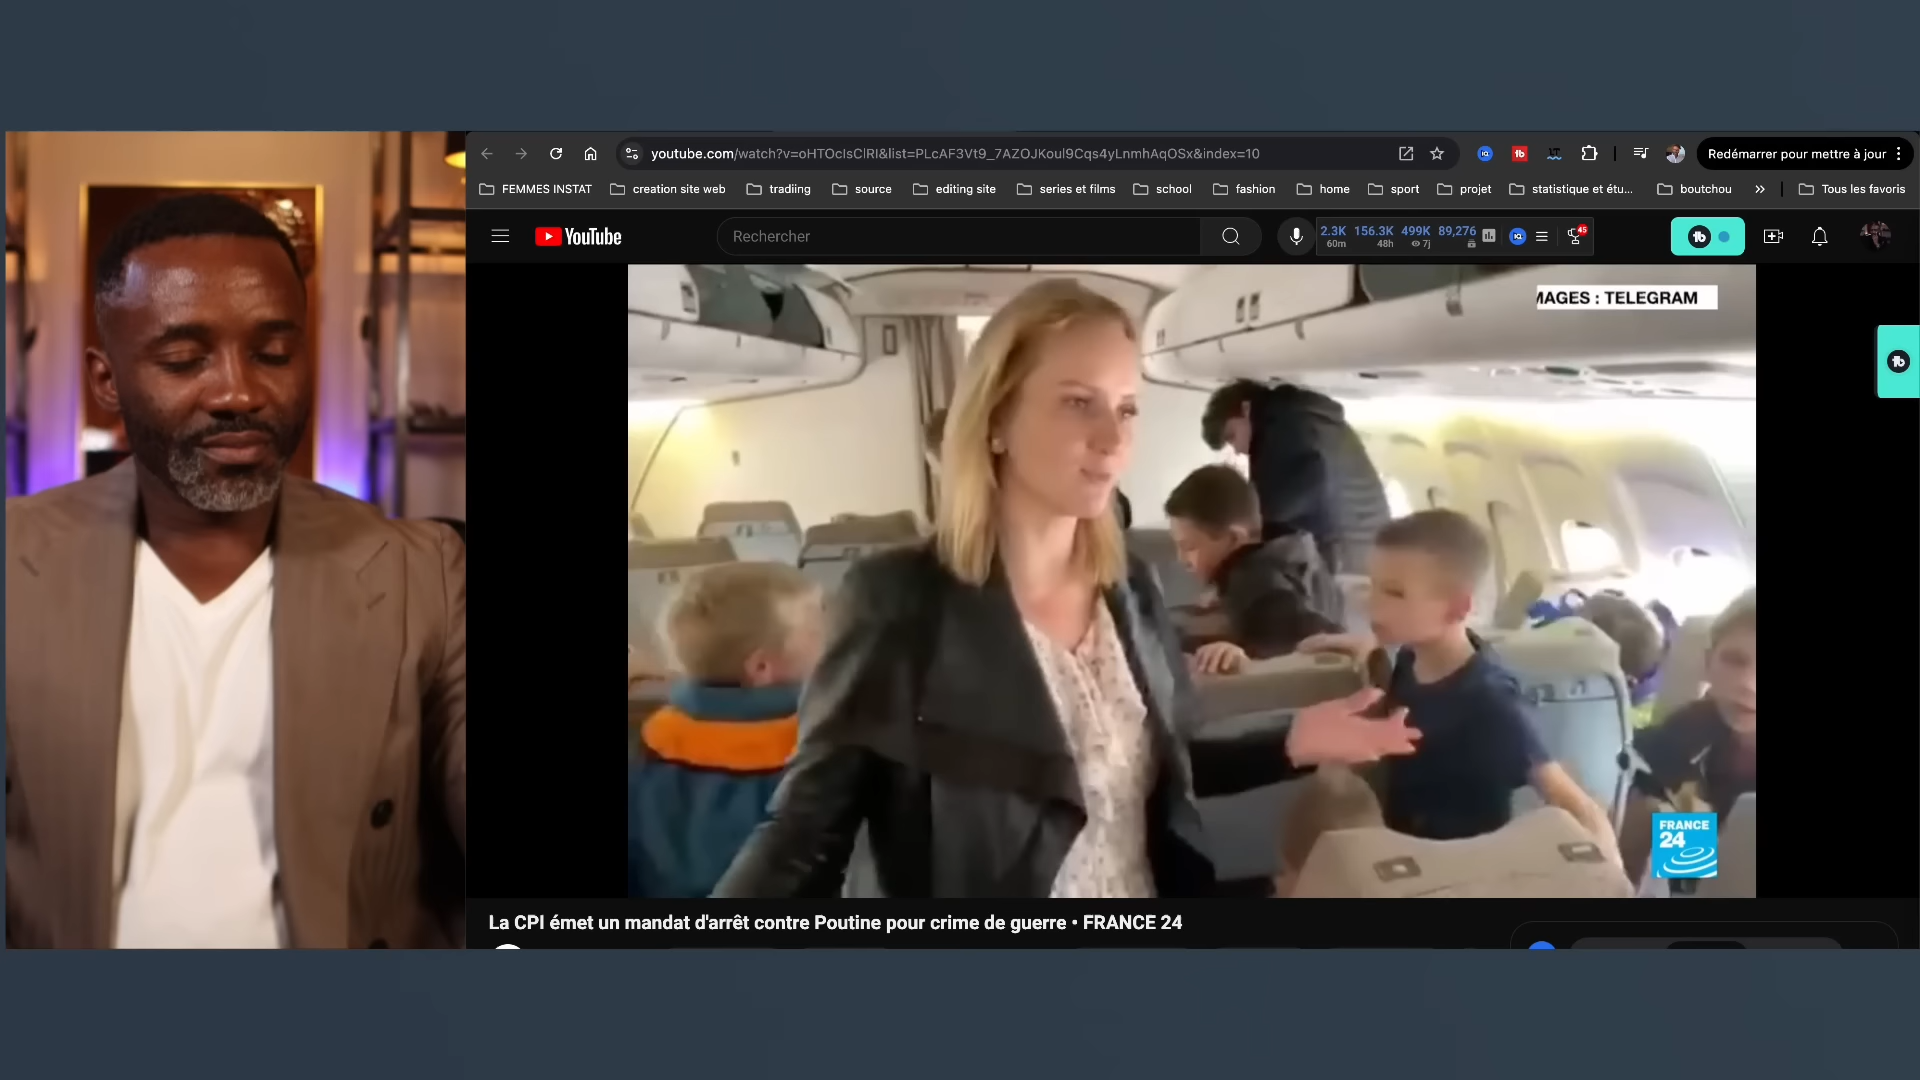 youtube.com/watch?v=oHTOcIsClRI&list=PLcAF3Vt9_7AZOJKoul9Cqs4yLnmhAqOSx&index=10
Redémarrer pour mettre à jour
FEMMES INSTAT
creation site web
tradiing
source
editing site
series et films
school
fashion
home
sport
projet
statistique et étu...
boutchou
Tous les favoris
YouTube
Rechercher
2.3K 156.3K 499K 89,276
60m 48h 7j
45
MAGES : TELEGRAM
FRANCE
24
La CPI émet un mandat d'arrêt contre Poutine pour crime de guerre • FRANCE 24